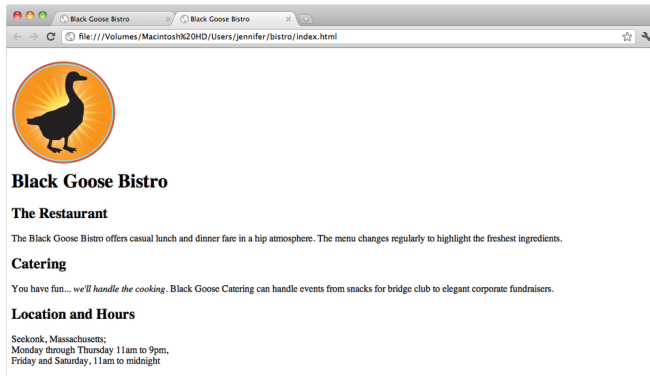 Black Goose Bistro
Black Goose Bistro
file:///Volumes/Macintosh%20HD/Users/jennifer/bistro/index.html
Black Goose Bistro
The Restaurant
The Black Goose Bistro offers casual lunch and dinner fare in a hip atmosphere. The menu changes regularly to highlight the freshest ingredients.
Catering
You have fun... we'll handle the cooking. Black Goose Catering can handle events from snacks for bridge club to elegant corporate fundraisers.
Location and Hours
Seekonk, Massachusetts;
Monday through Thursday 11am to 9pm,
Friday and Saturday, 11am to midnight